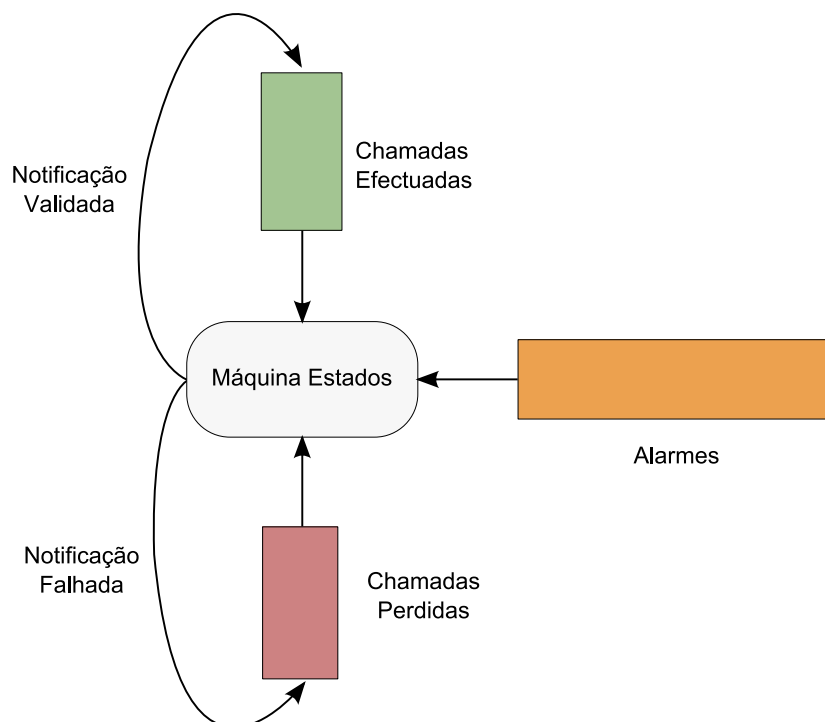 Chamadas
Efectuadas
Notificação
Validada
Máquina Estados
Alarmes
Notificação
Falhada
Chamadas
Perdidas